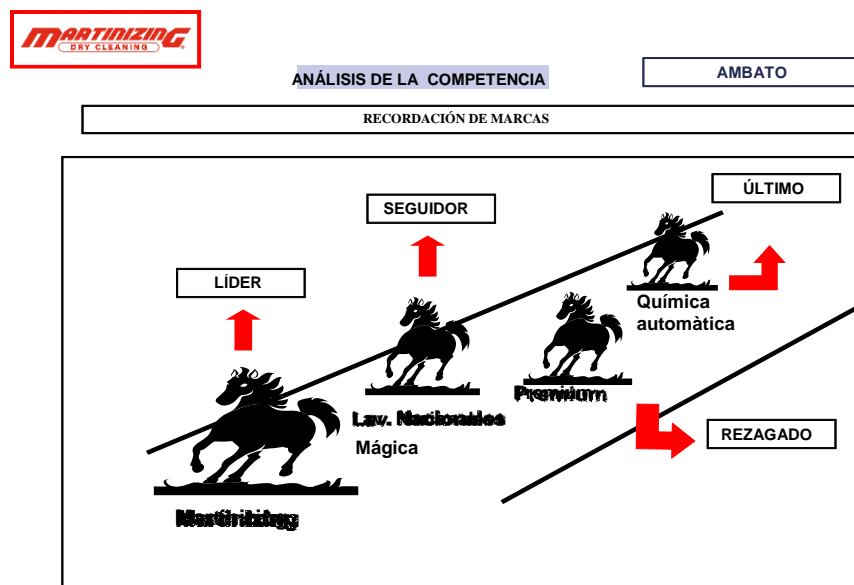 MARTINIZING
DRY CLEANING
ANÁLISIS DE LA COMPETENCIA
AMBATO
RECORDACIÓN DE MARCAS
ÚLTIMO
SEGUIDOR
LÍDER
Química
automàtica
Premium
Lav. Nacionales
Mágica
REZAGADO
Martinizing